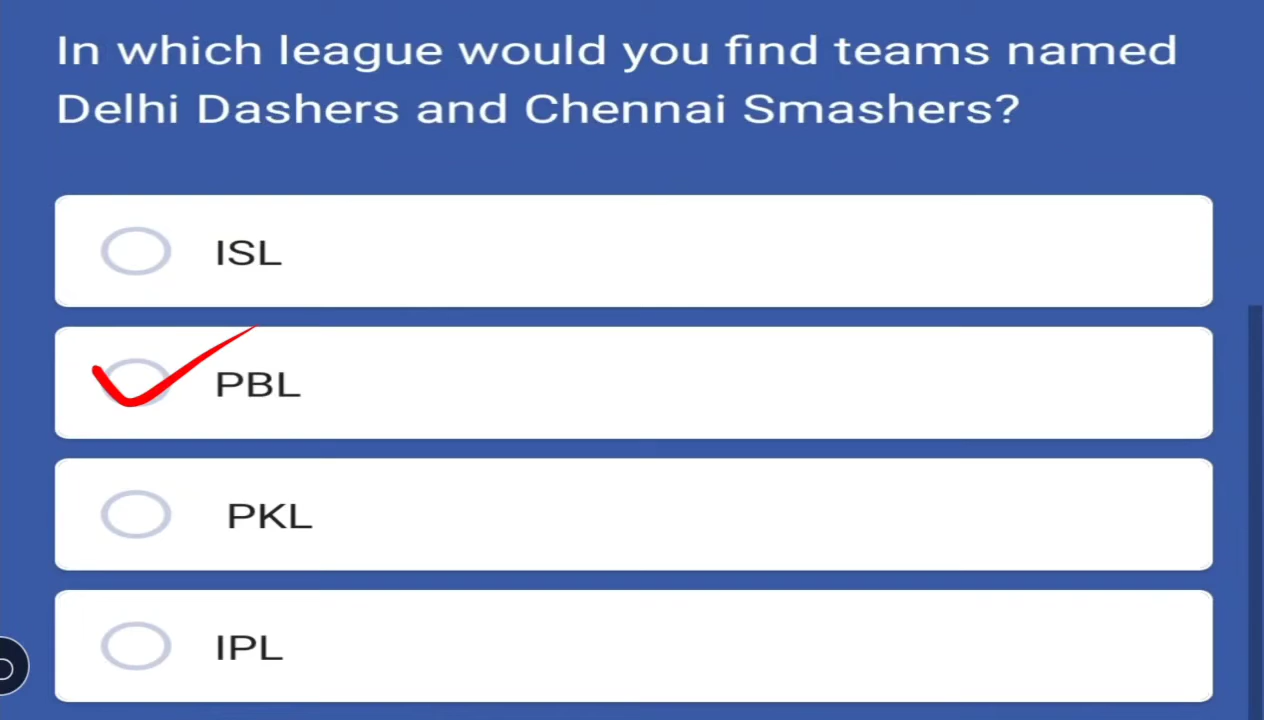 In which league would you find teams named
Delhi Dashers and Chennai Smashers?
ISL
PBL
PKL
IPL